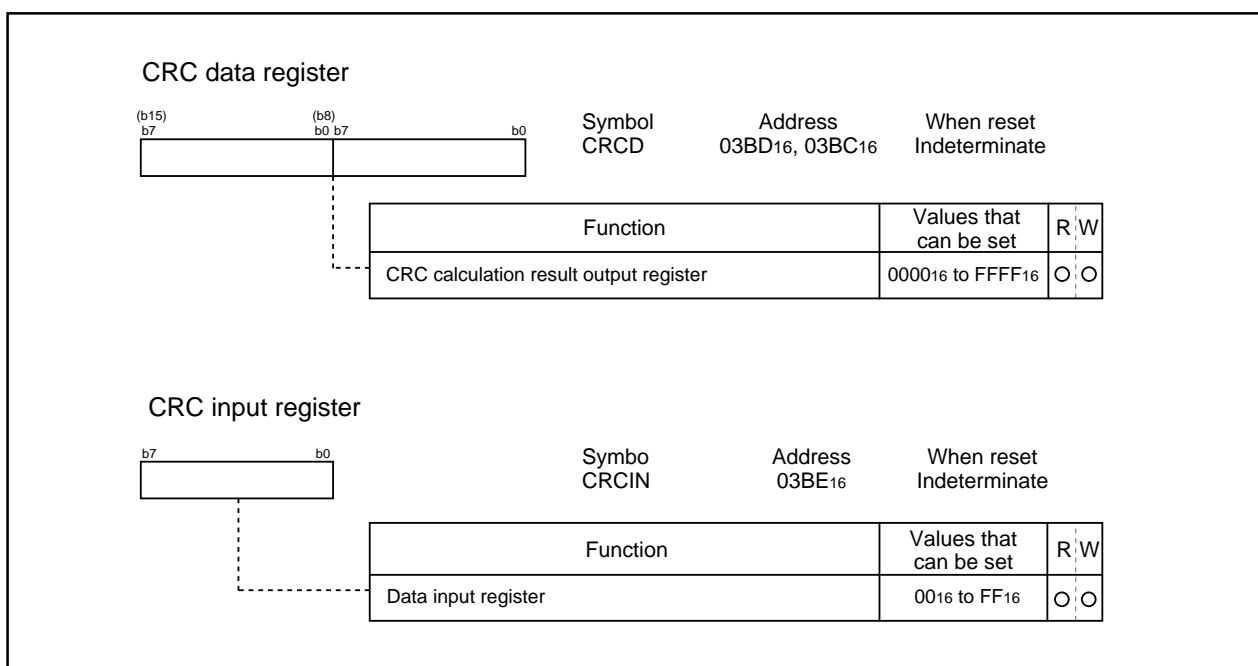 CRC data register
(b15) (b8)
b7 b0 b7 b0
Symbol Address When reset
CRCD 03BD16, 03BC16 Indeterminate
Function Values that can be set R W
CRC calculation result output register 000016 to FFFF16 O O
CRC input register
b7 b0
Symbo Address When reset
CRCIN 03BE16 Indeterminate
Function Values that can be set R W
Data input register 0016 to FF16 O O